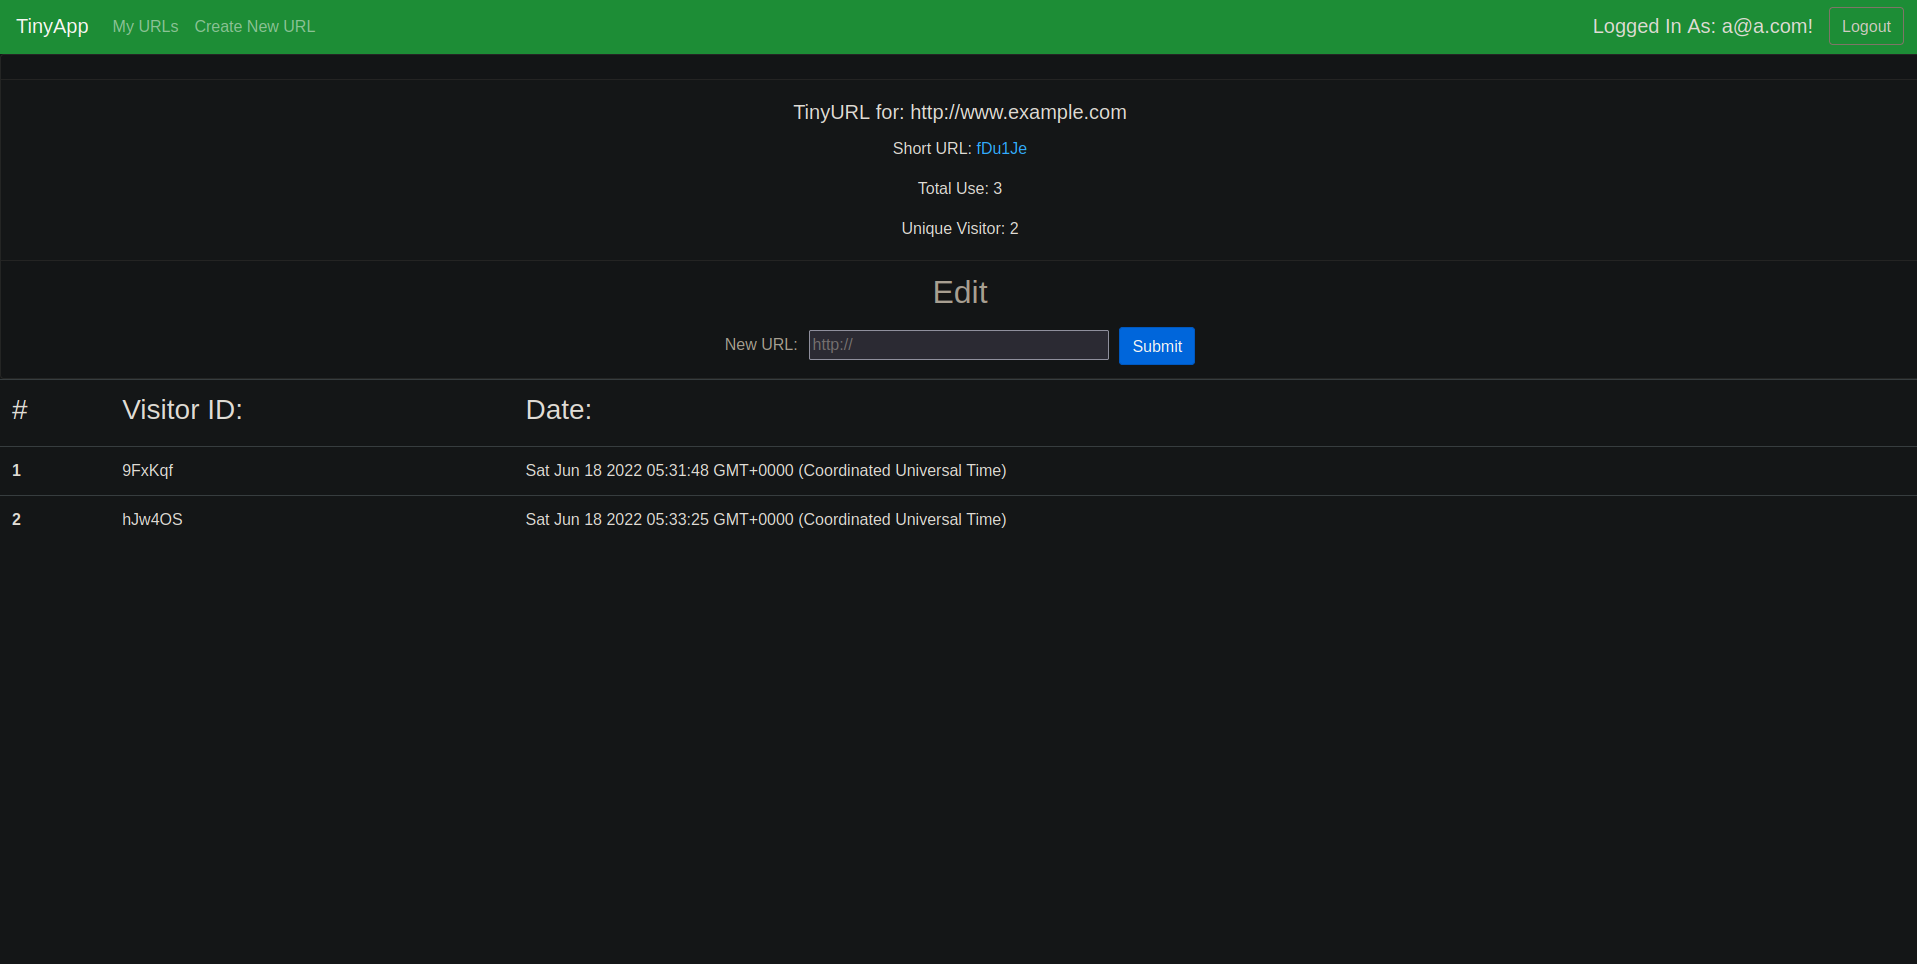 TinyApp My URLs Create New URL Logged In As: a@a.com! Logout
TinyURL for: http://www.example.com
Short URL: fDu1Je
Total Use: 3
Unique Visitor: 2
Edit
New URL: http:// Submit
# Visitor ID: Date:
1 9FxKqf Sat Jun 18 2022 05:31:48 GMT+0000 (Coordinated Universal Time)
2 hJw4OS Sat Jun 18 2022 05:33:25 GMT+0000 (Coordinated Universal Time)